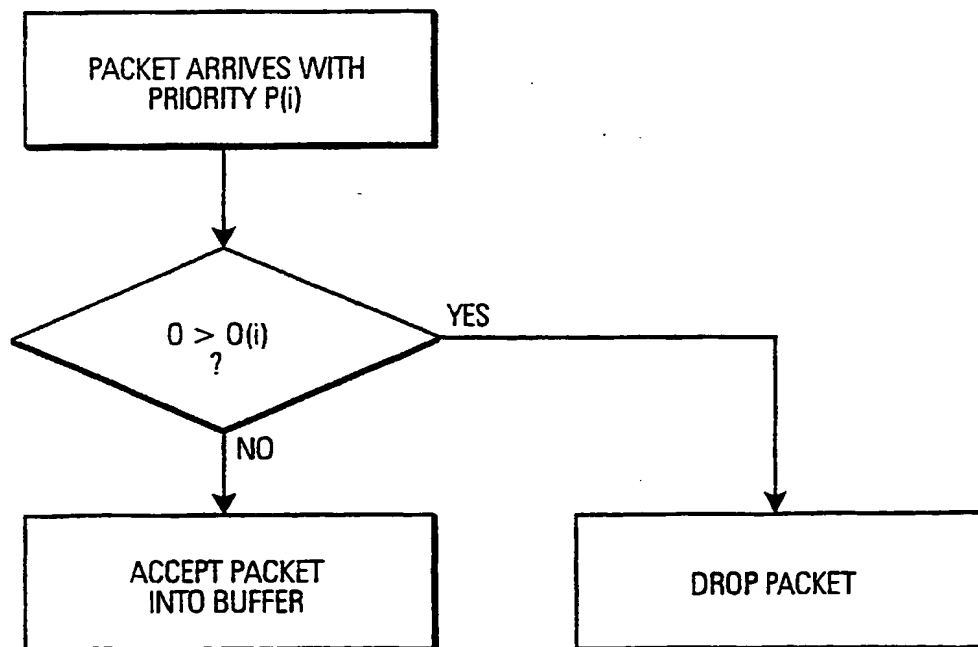 PACKET ARRIVES WITH
PRIORITY P(i)
O > O(i)
?
YES
NO
ACCEPT PACKET
INTO BUFFER
DROP PACKET